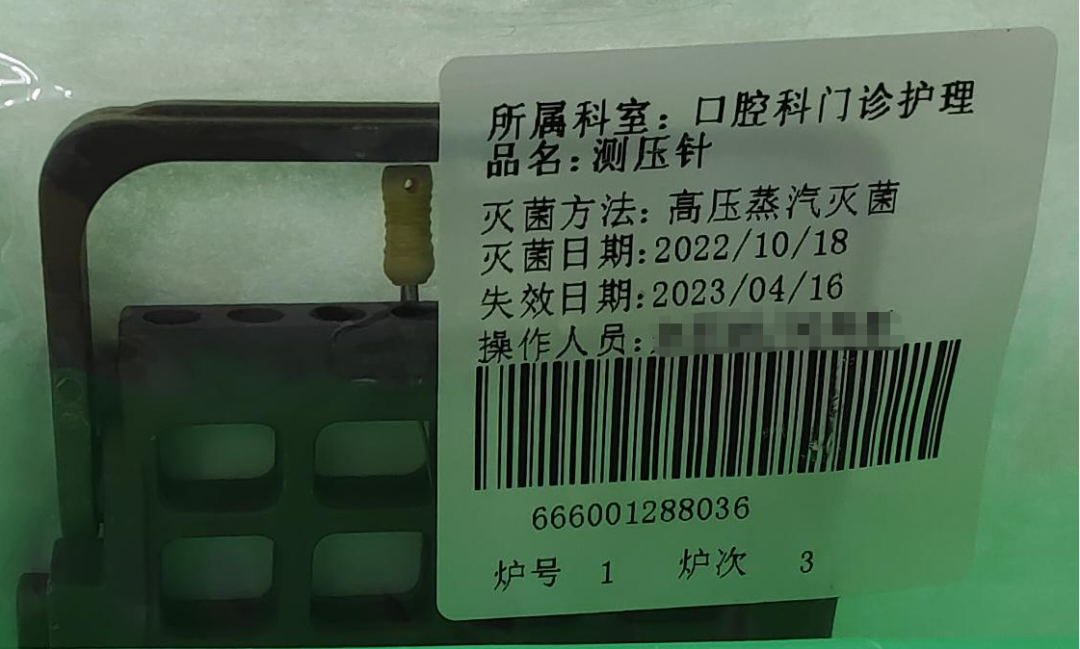 所属科室：口腔科门诊护理
品名：测压针
灭菌方法：高压蒸汽灭菌
灭菌日期：2022/10/18
失效日期：2023/04/16
操作人员：
666001288036
炉号 1 炉次 3